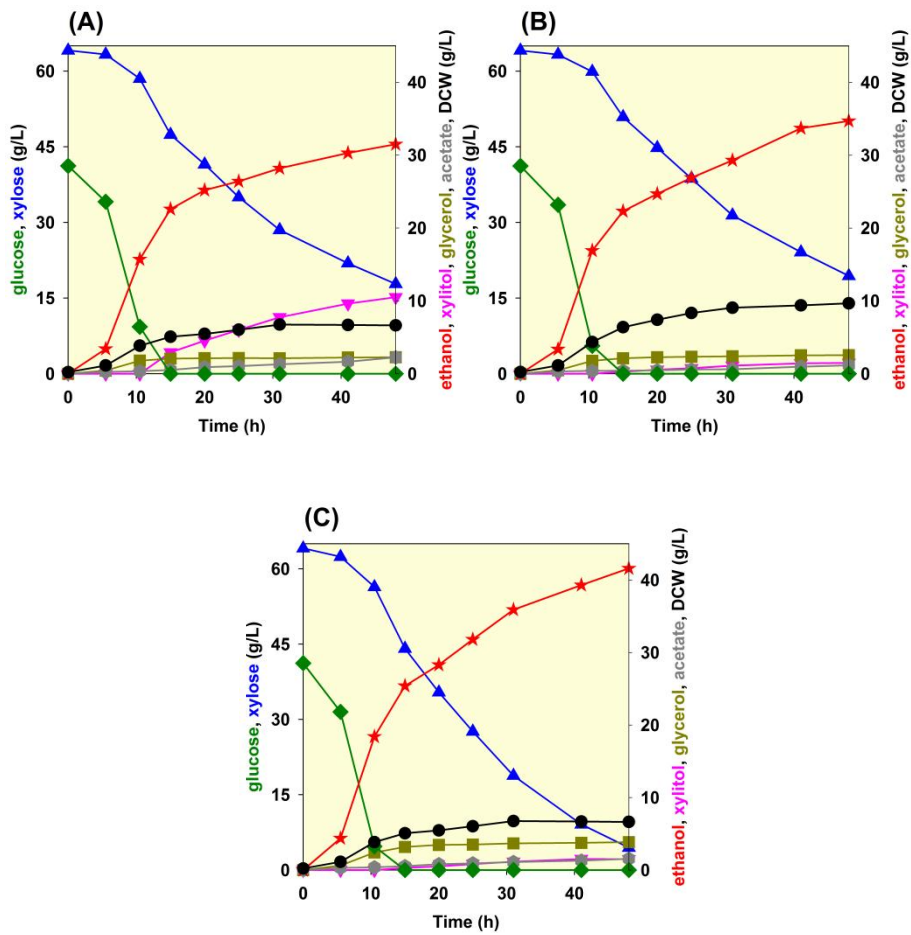 (A)
60
45
30
15
0
glucose, xylose (g/L)
40
30
20
10
0
ethanol, xylitol, glycerol, acetate, DCW (g/L)
0 10 20 30 40
Time (h)
(B)
60
45
30
15
0
glucose, xylose (g/L)
40
30
20
10
0
ethanol, xylitol, glycerol, acetate, DCW (g/L)
0 10 20 30 40
Time (h)
(C)
60
45
30
15
0
glucose, xylose (g/L)
40
30
20
10
0
ethanol, xylitol, glycerol, acetate, DCW (g/L)
0 10 20 30 40
Time (h)